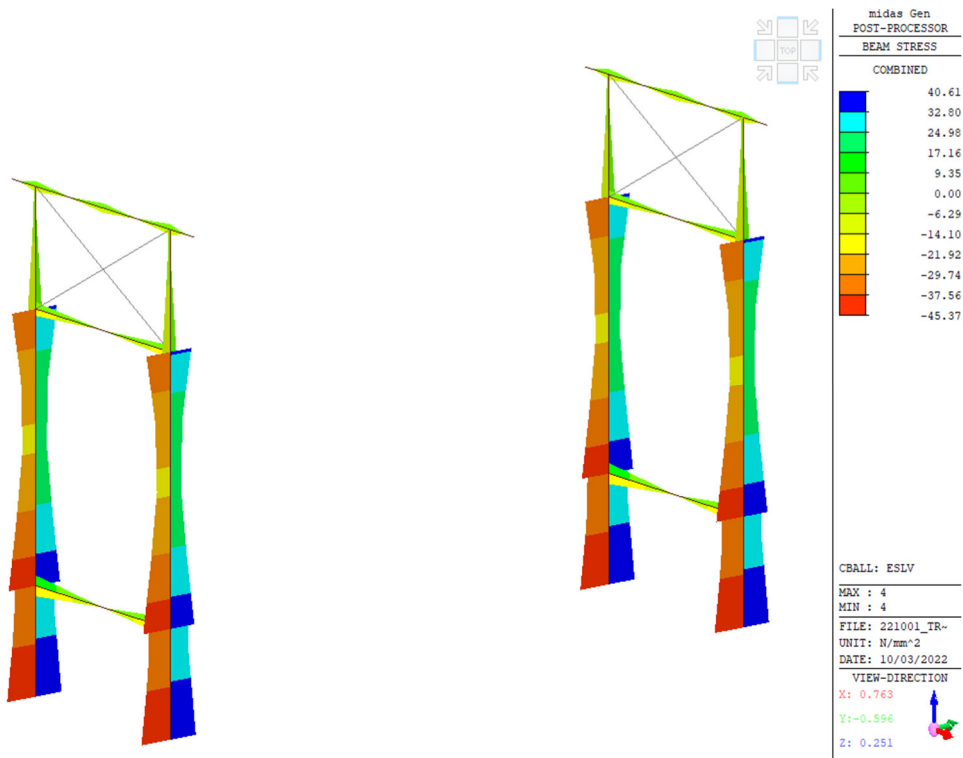 TOP
midas Gen
POST-PROCESSOR
BEAM STRESS
COMBINED
40.61
32.80
24.98
17.16
9.35
0.00
-6.29
-14.10
-21.92
-29.74
-37.56
-45.37
CBALL: ESLV
MAX : 4
MIN : 4
FILE: 221001_TR~
UNIT: N/mm^2
DATE: 10/03/2022
VIEW-DIRECTION
X: 0.763
Y:-0.596
Z: 0.251